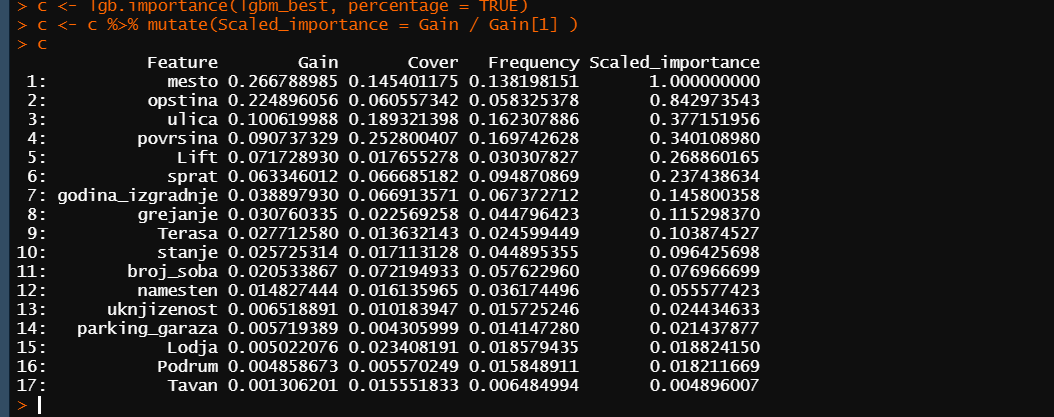 > c <- lgb.importance(lgbm_best, percentage = TRUE)
> c <- c %>% mutate(Scaled_importance = Gain / Gain[1] )
> c
Feature Gain Cover Frequency Scaled_importance
1: mesto 0.266788985 0.145401175 0.138198151 1.000000000
2: opstina 0.224896056 0.060557342 0.058325378 0.842973543
3: ulica 0.100619988 0.189321398 0.162307886 0.377151956
4: povrsina 0.090737329 0.252800407 0.169742628 0.340108980
5: Lift 0.071728930 0.017655278 0.030307827 0.268860165
6: sprat 0.063346012 0.066685182 0.094870869 0.237438634
7: godina_izgradnje 0.038897930 0.066913571 0.067372712 0.145800358
8: grejanje 0.030760335 0.022569258 0.044796423 0.115298370
9: Terasa 0.027712580 0.013632143 0.024599449 0.103874527
10: stanje 0.025725314 0.017113128 0.044895355 0.096425698
11: broj_soba 0.020533867 0.072194933 0.057622960 0.076966699
12: namesten 0.014827444 0.016135965 0.036174496 0.055577423
13: uknjizenost 0.006518891 0.010183947 0.015725246 0.024434633
14: parking_garaza 0.005719389 0.004305999 0.014147280 0.021437877
15: Lodja 0.005022076 0.023408191 0.018579435 0.018824150
16: Podrum 0.004858673 0.005570249 0.015848911 0.018211669
17: Tavan 0.001306201 0.015551833 0.006484994 0.004896007
>